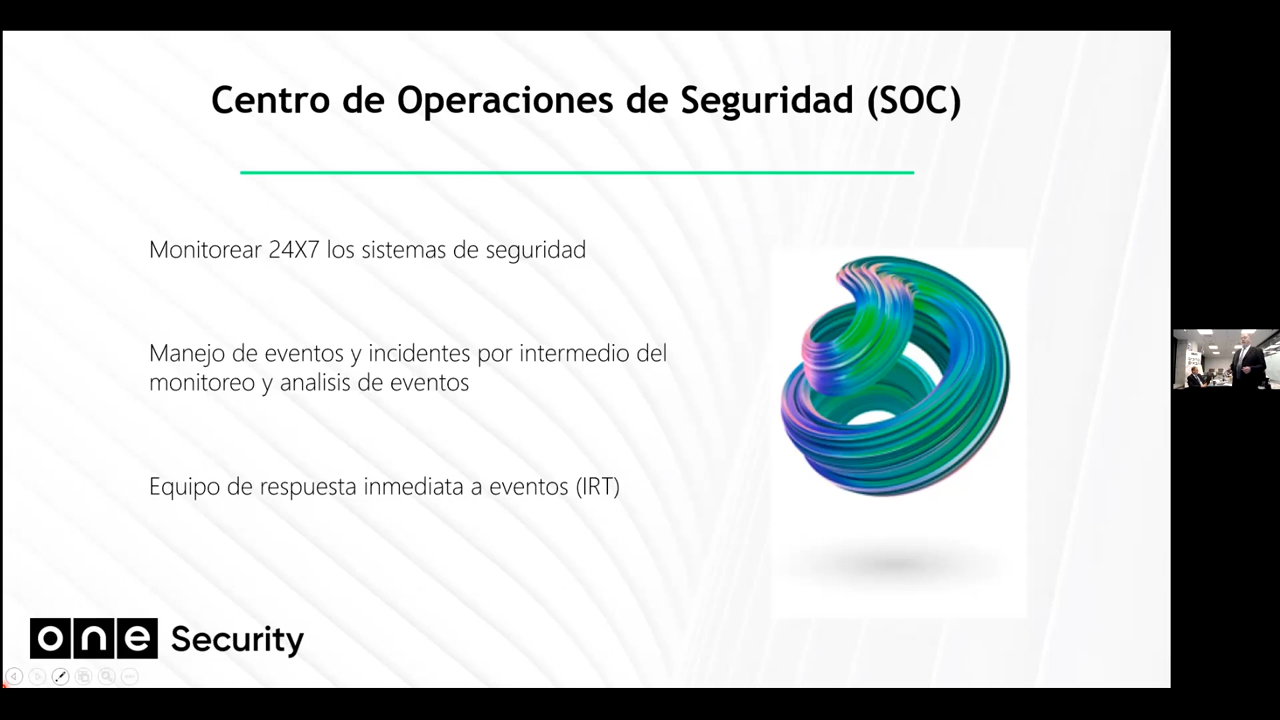 Centro de Operaciones de Seguridad (SOC)
Monitorear 24X7 los sistemas de seguridad
Manejo de eventos y incidentes por intermedio del
monitoreo y analisis de eventos
Equipo de respuesta inmediata a eventos (IRT)
one Security